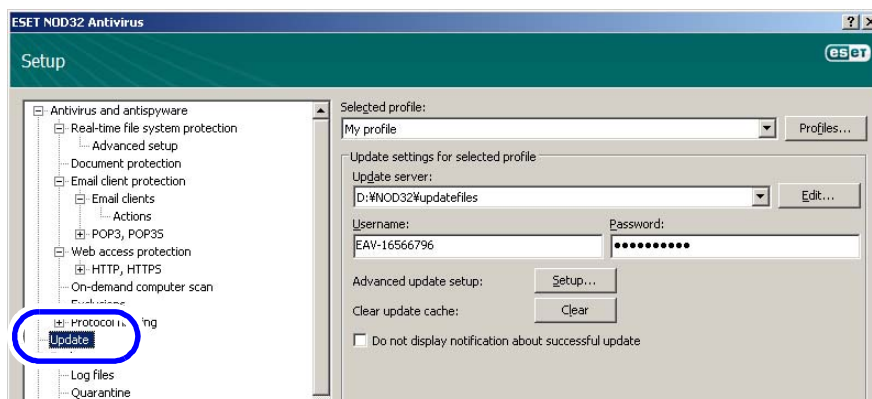 ESET NOD32 Antivirus
Setup
eset
Antivirus and antispyware
Real-time file system protection
Advanced setup
Document protection
Email client protection
Email clients
Actions
POP3, POP3S
Web access protection
HTTP, HTTPS
On-demand computer scan
Update
Log files
Quarantine
Selected profile:
My profile
Profiles...
Update settings for selected profile
Update server:
D:¥NOD32¥updatefiles
Edit...
Username:
Password:
EAV-16566796
●●●●●●●●●●
Advanced update setup:
Setup...
Clear update cache:
Clear
Do not display notification about successful update